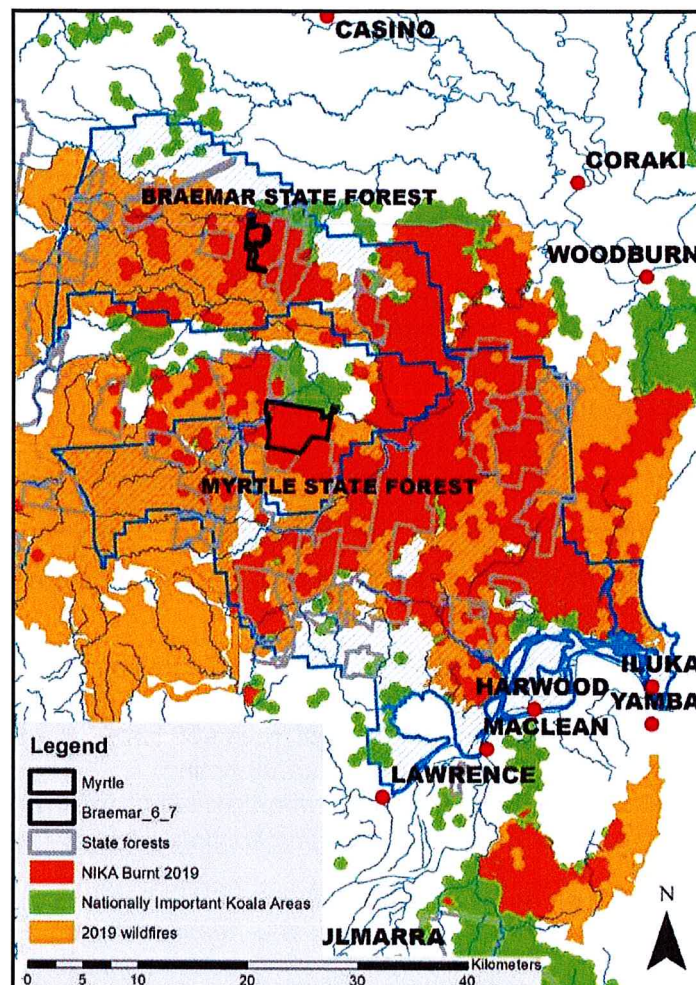 CASINO
CORAKI
BRAEMAR STATE FOREST
WOODBURN
MYRTLE STATE FOREST
ILUKA
HARWOOD
YAMBA
MACLEAN
LAWRENCE
Legend
Myrtle
Braemar_6_7
State forests
NIKA Burnt 2019
Nationally Important Koala Areas
2019 wildfires
N
JLMARRA
Kilometers
0 5 10 20 30 40